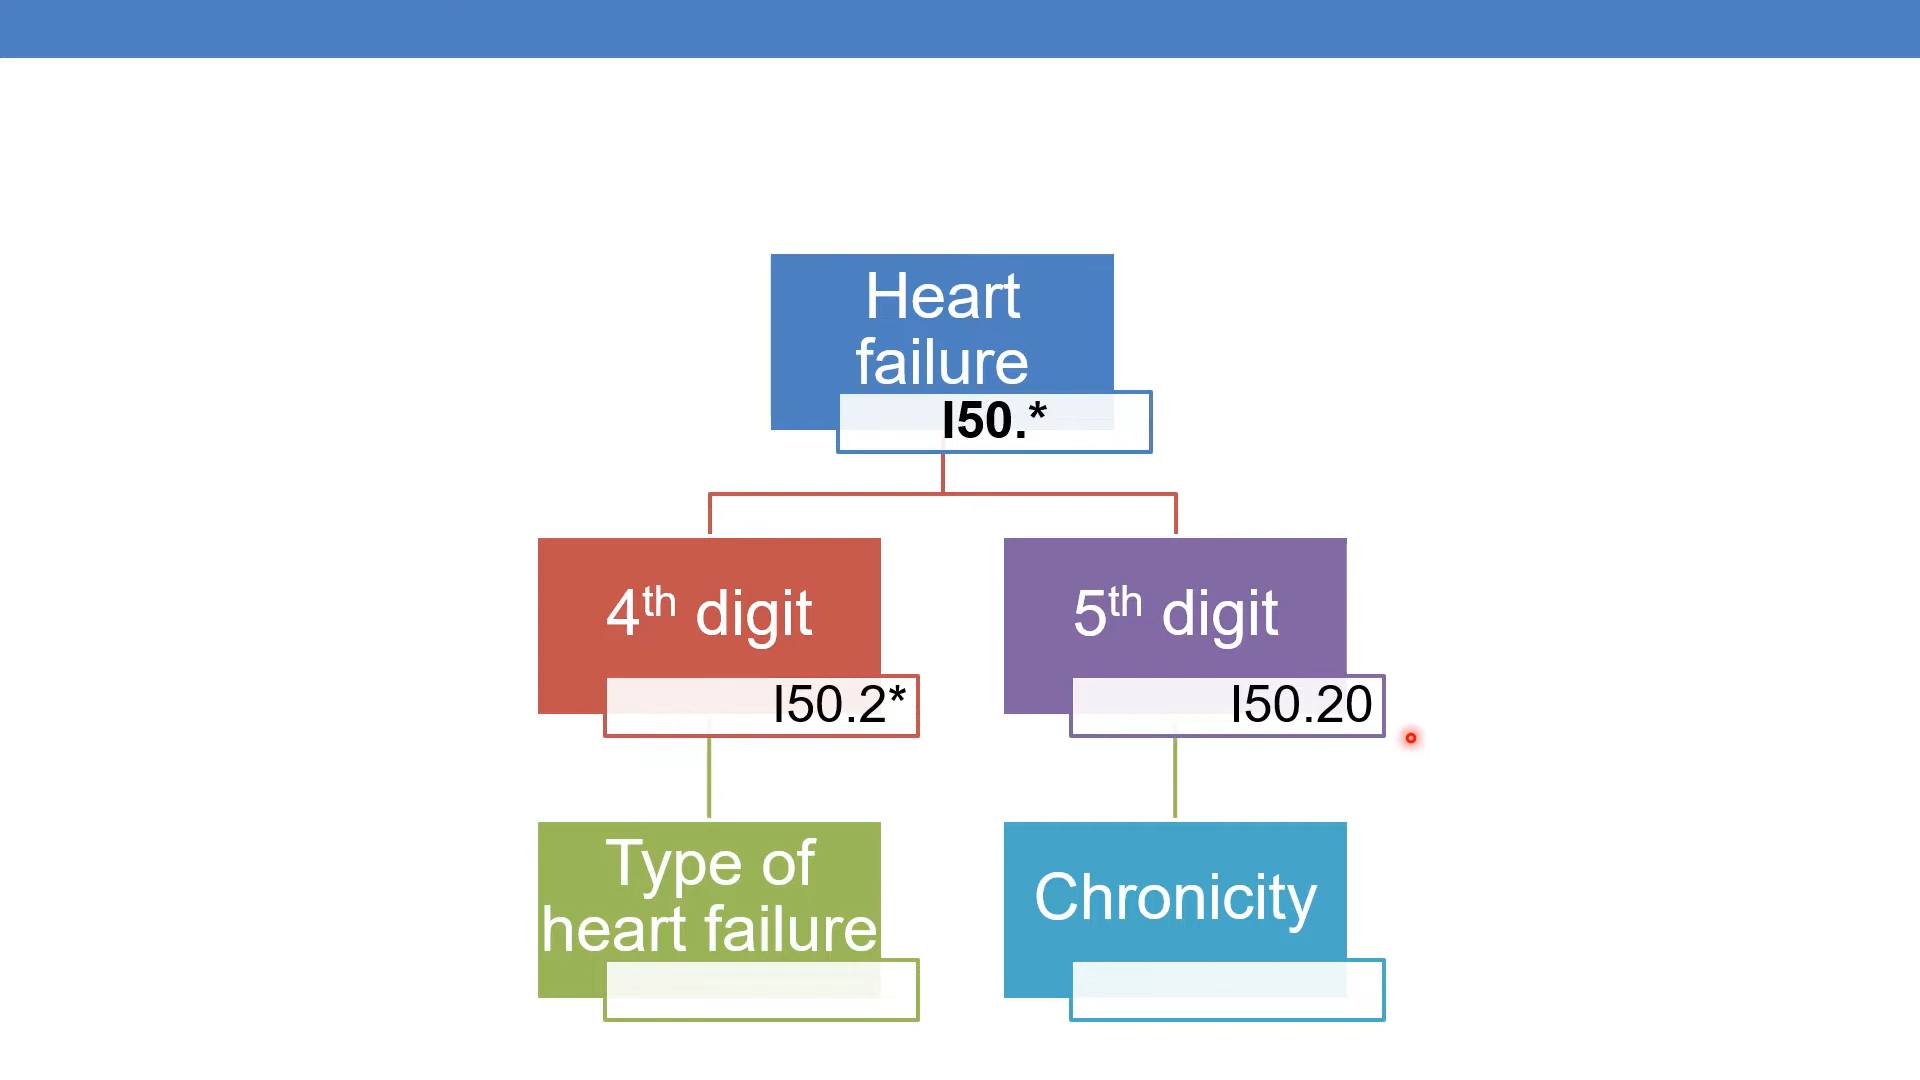 Heart
failure
I50.*
4th digit
I50.2*
5th digit
I50.20
Type of
heart failure
Chronicity